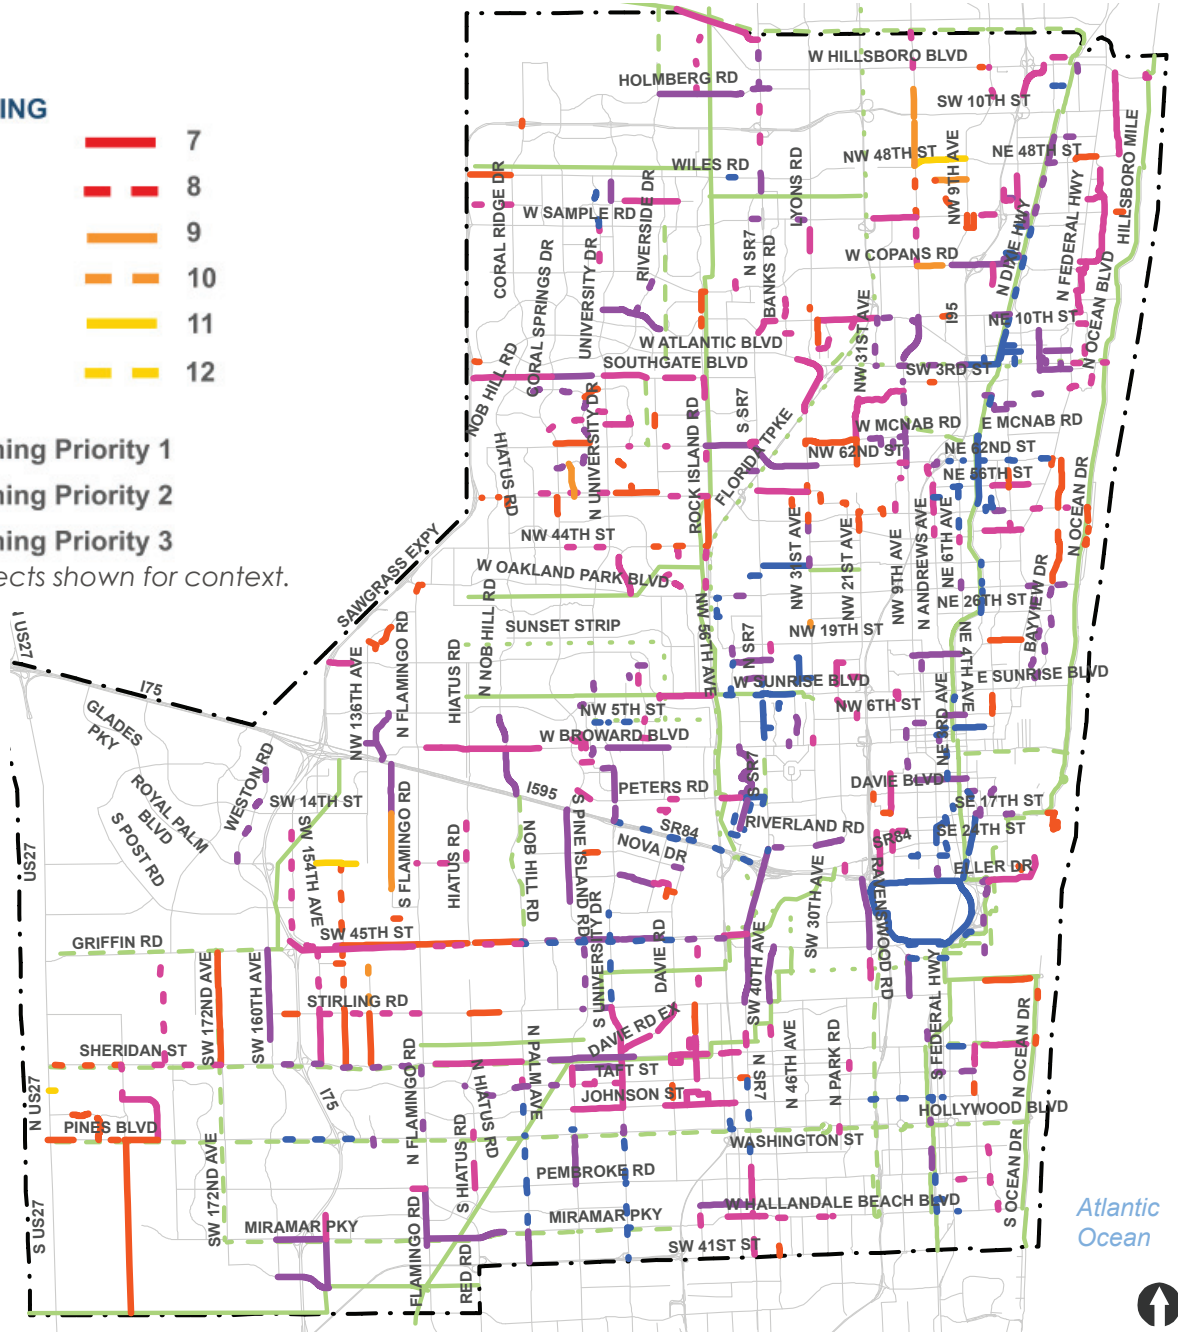 NING
7
8
9
10
11
12
ning Priority 1
ning Priority 2
ning Priority 3
ects shown for context.
W HILLSBORO BLVD
HOLMBERG RD
SW 10TH ST
HILLSBORO MILE
NW 48TH ST
NE 48TH ST
WILES RD
NW 9TH AVE
CORAL RIDGE DR
W SAMPLE RD
RIVERSIDE DR
LYONS RD
N FEDERAL HWY
N DIXIE HWY
W COPANS RD
N SR7
BANKS RD
CORAL SPRINGS DR
UNIVERSITY DR
N OCEAN BLVD
NW 31ST AVE
I95
NE 10TH ST
W ATLANTIC BLVD
SOUTHGATE BLVD
SW 3RD ST
NOB HILL RD
S SR7
FLORIDA TPKE
W MCNAB RD
E MCNAB RD
NW 62ND ST
NE 62ND ST
NE 56TH ST
HIATUS RD
N UNIVERSITY DR
ROCK ISLAND RD
N OCEAN DR
NW 44TH ST
SAWGRASS EXPY
W OAKLAND PARK BLVD
NW 31ST AVE
NW 21ST AVE
NW 9TH AVE
N ANDREWS AVE
NE 6TH AVE
NE 26TH ST
BAYVIEW DR
SUNSET STRIP
NW 56TH AVE
N SR7
NW 19TH ST
NE 4TH AVE
US27
I75
NW 136TH AVE
N FLAMINGO RD
HIATUS RD
N NOB HILL RD
W SUNRISE BLVD
E SUNRISE BLVD
NW 5TH ST
NW 6TH ST
NE 3RD AVE
GLADES
PKY
W BROWARD BLVD
WESTON RD
ROYAL PALM
BLVD
S POST RD
SW 14TH ST
I595
PETERS RD
S SR7
DAVIE BLVD
SE 17TH ST
SE 24TH ST
US27
SW 154TH AVE
S FLAMINGO RD
HIATUS RD
NOB HILL RD
S PINE ISLAND RD
SR84
NOVA DR
RIVERLAND RD
SR84
ELLER DR
SW 30TH AVE
RAVENSWOOD RD
GRIFFIN RD
SW 45TH ST
S UNIVERSITY DR
DAVIE RD
SW 40TH AVE
SW 172ND AVE
SW 160TH AVE
STIRLING RD
DAVIE RD EX
S FEDERAL HWY
N OCEAN DR
SHERIDAN ST
N US27
I75
N FLAMINGO RD
N HIATUS RD
N PALM AVE
TAFT ST
JOHNSON ST
S SR7
N 46TH AVE
N PARK RD
HOLLYWOOD BLVD
PINES BLVD
WASHINGTON ST
S US27
SW 172ND AVE
S HIATUS RD
PEMBROKE RD
S OCEAN DR
MIRAMAR PKY
FLAMINGO RD
RED RD
MIRAMAR PKY
W HALLANDALE BEACH BLVD
SW 41ST ST
Atlantic
Ocean